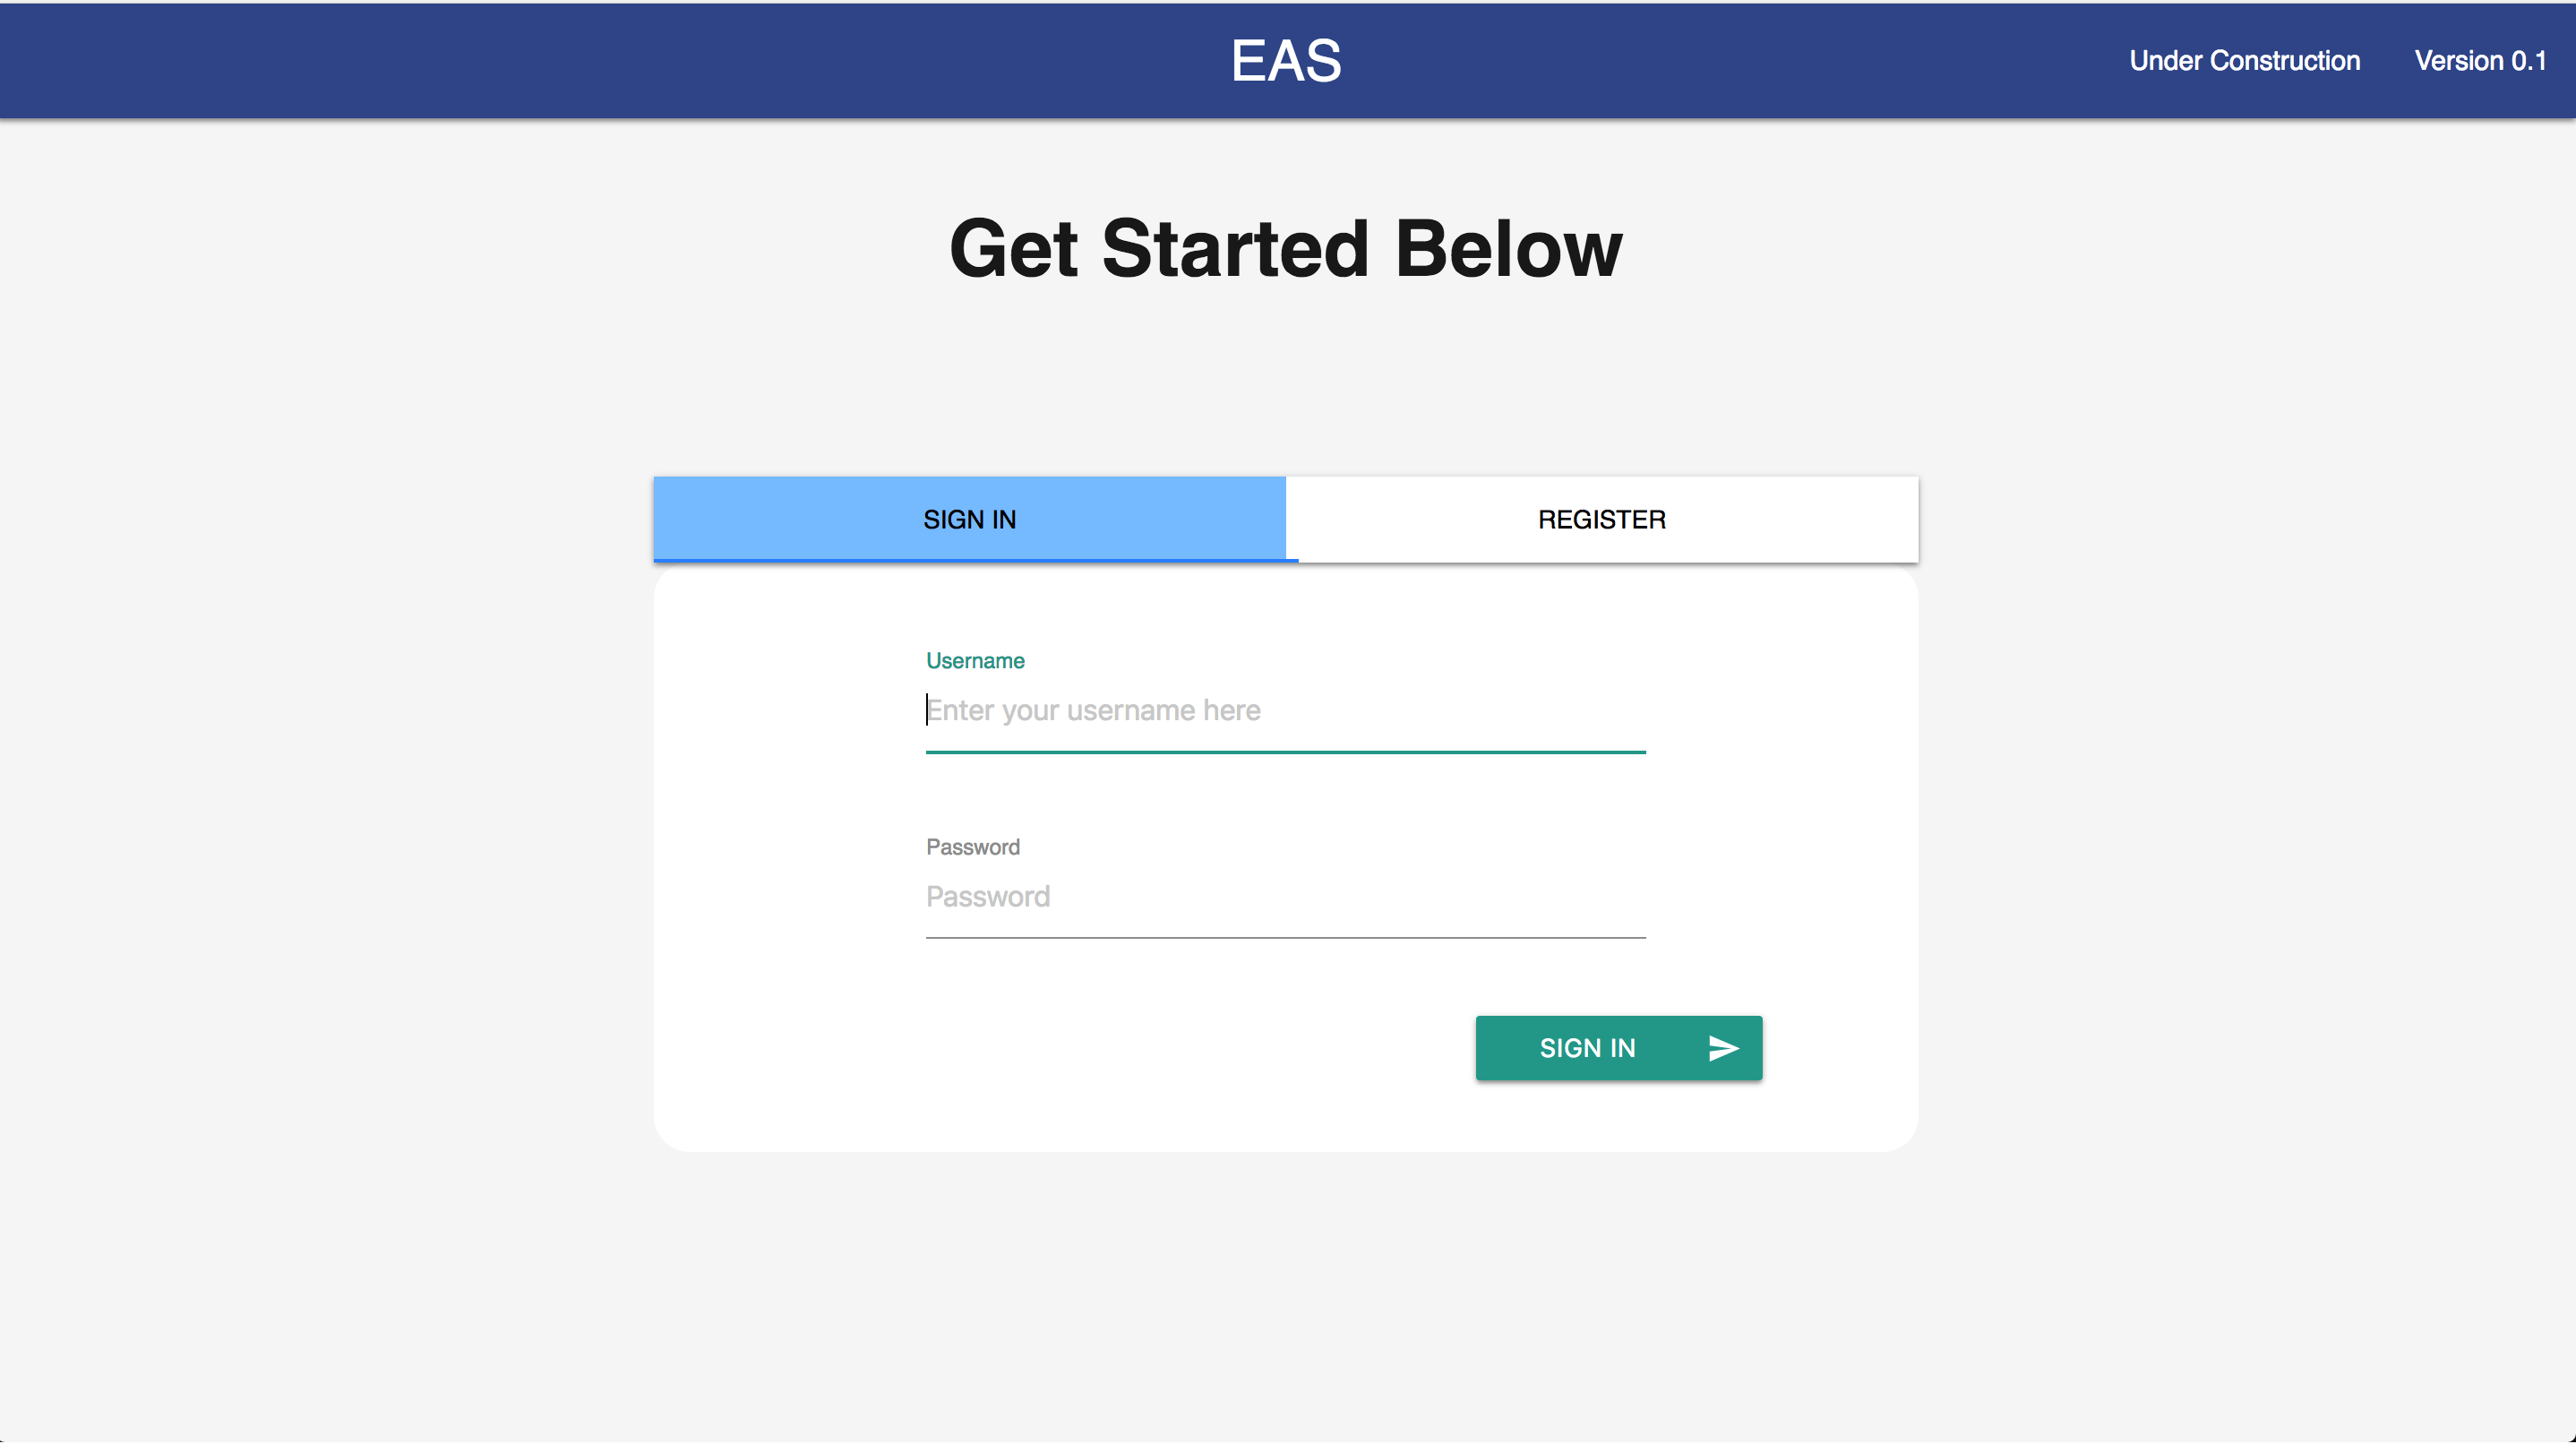 EAS
Under Construction
Version 0.1
Get Started Below
SIGN IN
REGISTER
Username
Enter your username here
Password
Password
SIGN IN